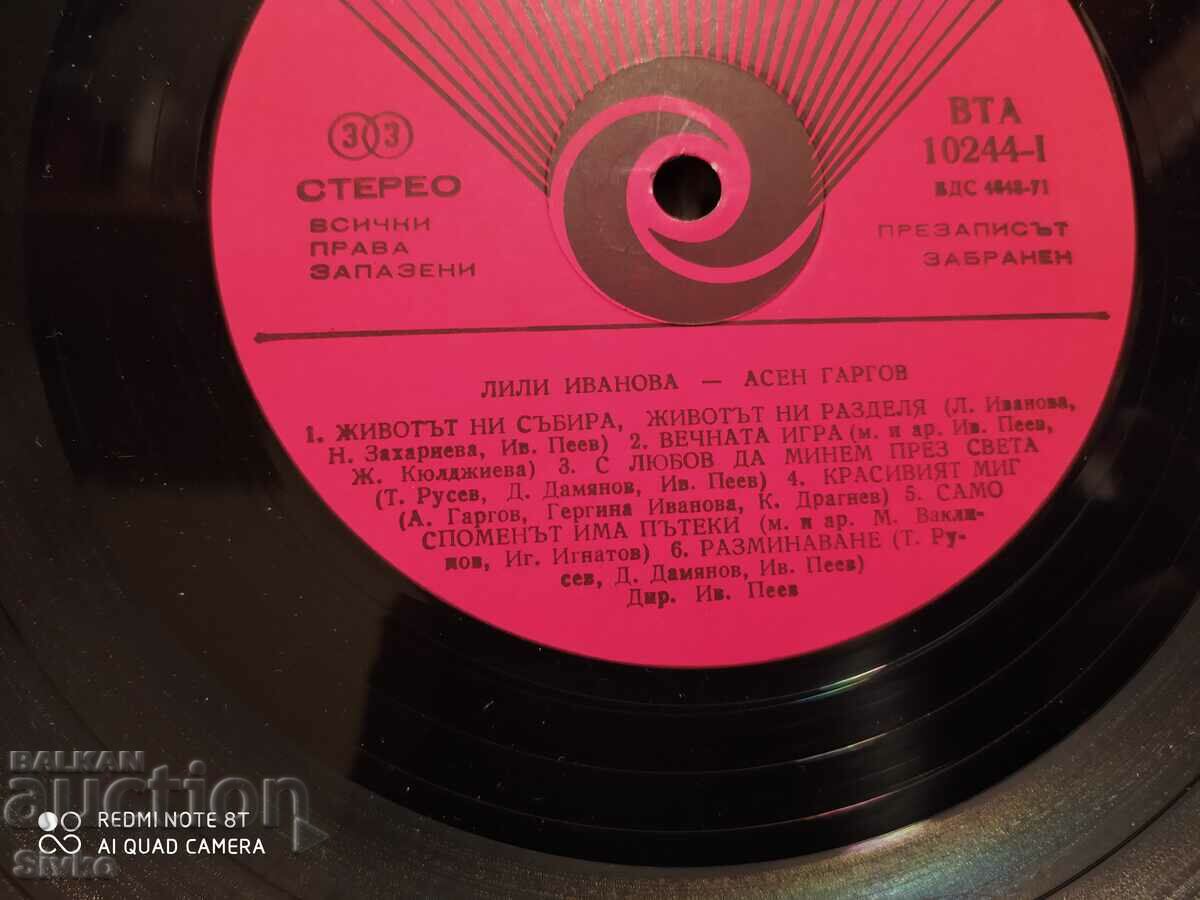 33
СТЕРЕО
ВСИЧКИ
ПРАВА
ЗАПАЗЕНИ
ВТА
10244-I
БДС 4848-71
ПРЕЗАПИСЪТ
ЗАБРАНЕН
ЛИЛИ ИВАНОВА — АСЕН ГАРГОВ
1. ЖИВОТЪТ НИ СЪБИРА, ЖИВОТЪТ НИ РАЗДЕЛЯ (Л. Иванова,
Н. Захариева, Ив. Пеев) 2. ВЕЧНАТА ИГРА (м. и ар. Ив. Пеев,
Ж. Кюлджиева) 3. С ЛЮБОВ ДА МИНЕМ ПРЕЗ СВЕТА
(Т. Русев, Д. Дамянов, Ив. Пеев) 4. КРАСИВИЯТ МИГ
(А. Гаргов, Гергина Иванова, К. Драгнев) 5. САМО
СПОМЕНЪТ ИМА ПЪТЕКИ (м. и ар. М. Вакли-
нов, Иг. Игнатов) 6. РАЗМИНАВАНЕ (Т. Ру-
сев, Д. Дамянов, Ив. Пеев)
Дир. Ив. Пеев
BALKAN
auction
REDMI NOTE 8T
AI QUAD CAMERA
Sivko